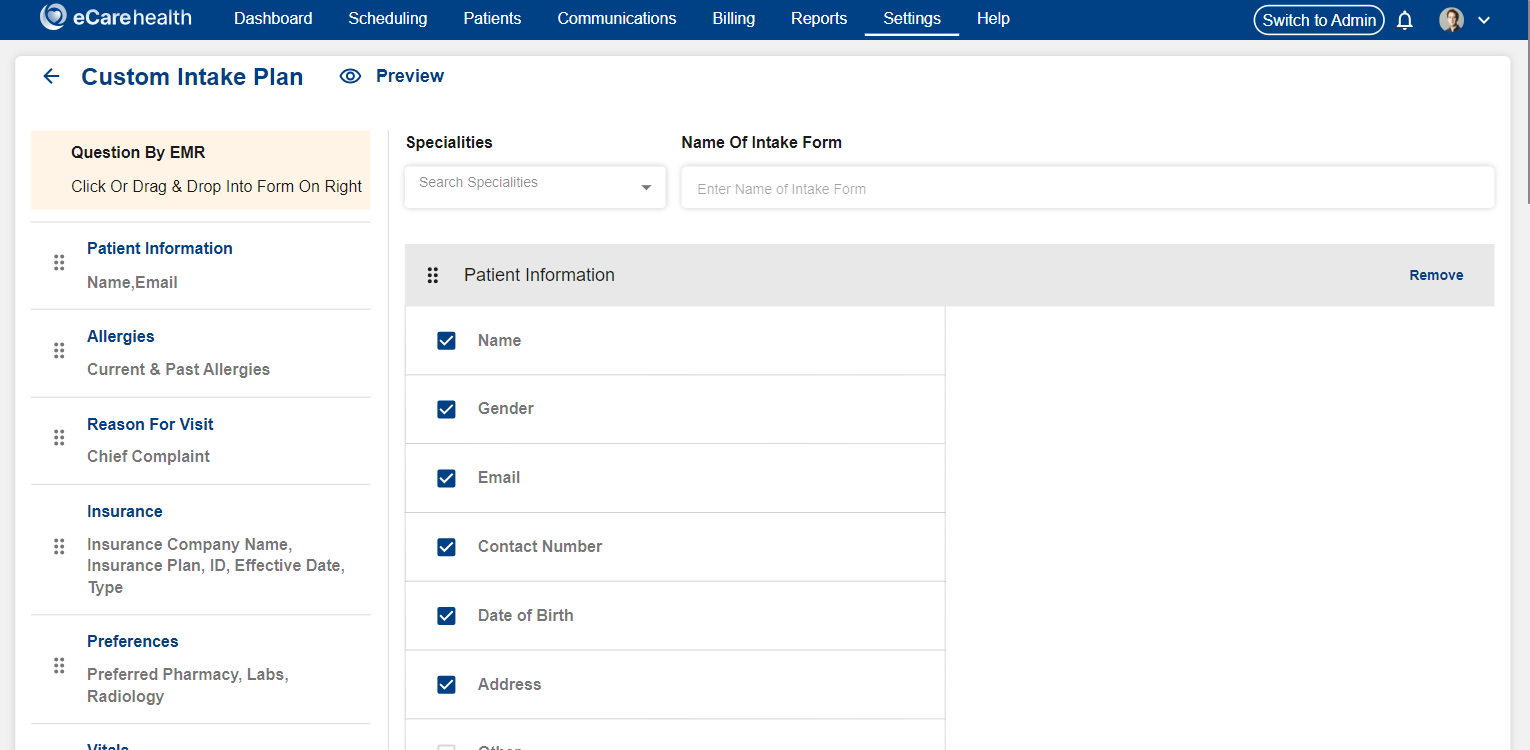 eCarehealth
Dashboard
Scheduling
Patients
Communications
Billing
Reports
Settings
Help
Switch to Admin
Custom Intake Plan
Preview
Question By EMR
Click Or Drag & Drop Into Form On Right
Patient Information
Name,Email
Allergies
Current & Past Allergies
Reason For Visit
Chief Complaint
Insurance
Insurance Company Name,
Insurance Plan, ID, Effective Date,
Type
Preferences
Preferred Pharmacy, Labs,
Radiology
Vitals
Specialities
Name Of Intake Form
Search Specialities
Enter Name of Intake Form
Patient Information
Remove
Name
Gender
Email
Contact Number
Date of Birth
Address
Other